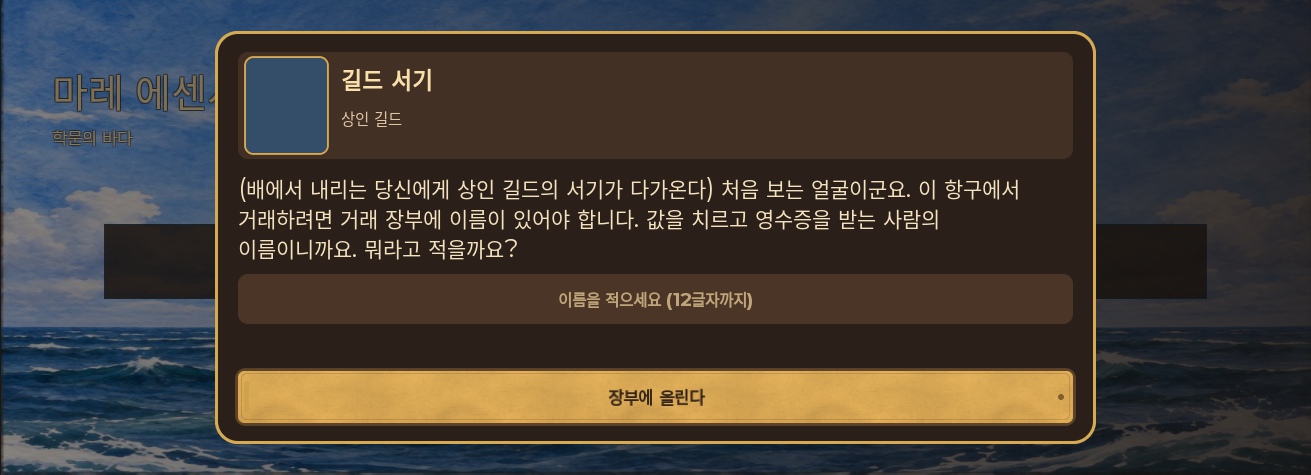 마레 에센
학문의 바다
길드 서기
상인 길드
(배에서 내리는 당신에게 상인 길드의 서기가 다가온다) 처음 보는 얼굴이군요. 이 항구에서
거래하려면 거래 장부에 이름이 있어야 합니다. 값을 치르고 영수증을 받는 사람의
이름이니까요. 뭐라고 적을까요?
이름을 적으세요 (12글자까지)
장부에 올린다